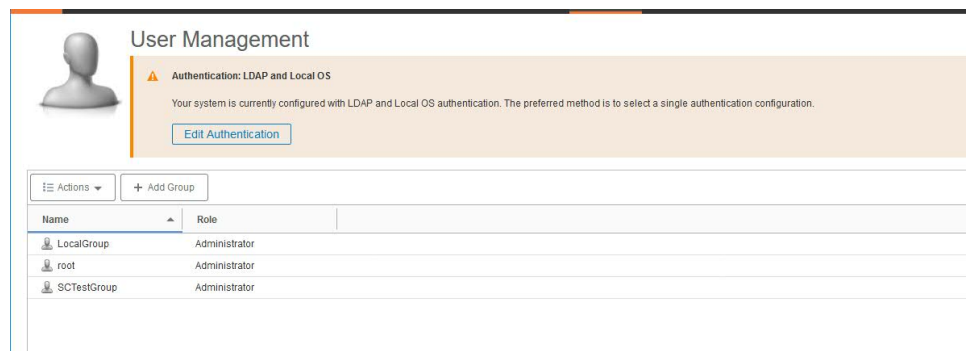 User Management
Authentication: LDAP and Local OS
Your system is currently configured with LDAP and Local OS authentication. The preferred method is to select a single authentication configuration.
Edit Authentication
Actions
+ Add Group
Name Role
LocalGroup Administrator
root Administrator
SCTestGroup Administrator